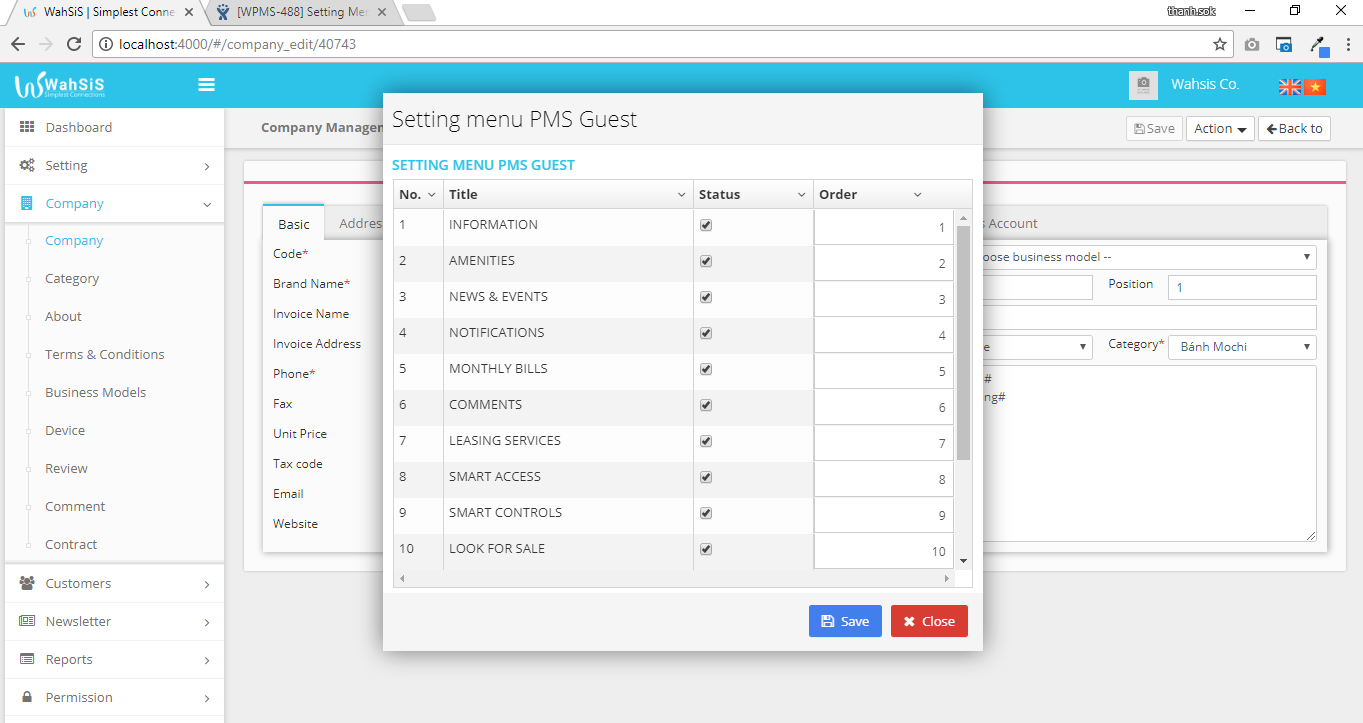 WahSiS | Simplest Conne
[WPMS-488] Setting Me
thanh.sok
localhost:4000/#/company_edit/40743
WahSiS
Simplest Connections
Wahsis Co.
Dashboard
Setting
Company
Company
Category
About
Terms & Conditions
Business Models
Device
Review
Comment
Contract
Customers
Newsletter
Reports
Permission
Company Managen
Save
Action
Back to
Basic
Addres
s Account
Code*
Brand Name*
Invoice Name
Invoice Address
Phone*
Fax
Unit Price
Tax code
Email
Website
oose business model --
Position
1
e
Category*
Bánh Mochi
#
ng#
Setting menu PMS Guest
SETTING MENU PMS GUEST
No. Title Status Order
1 INFORMATION 1
2 AMENITIES 2
3 NEWS & EVENTS 3
4 NOTIFICATIONS 4
5 MONTHLY BILLS 5
6 COMMENTS 6
7 LEASING SERVICES 7
8 SMART ACCESS 8
9 SMART CONTROLS 9
10 LOOK FOR SALE 10
Save
Close